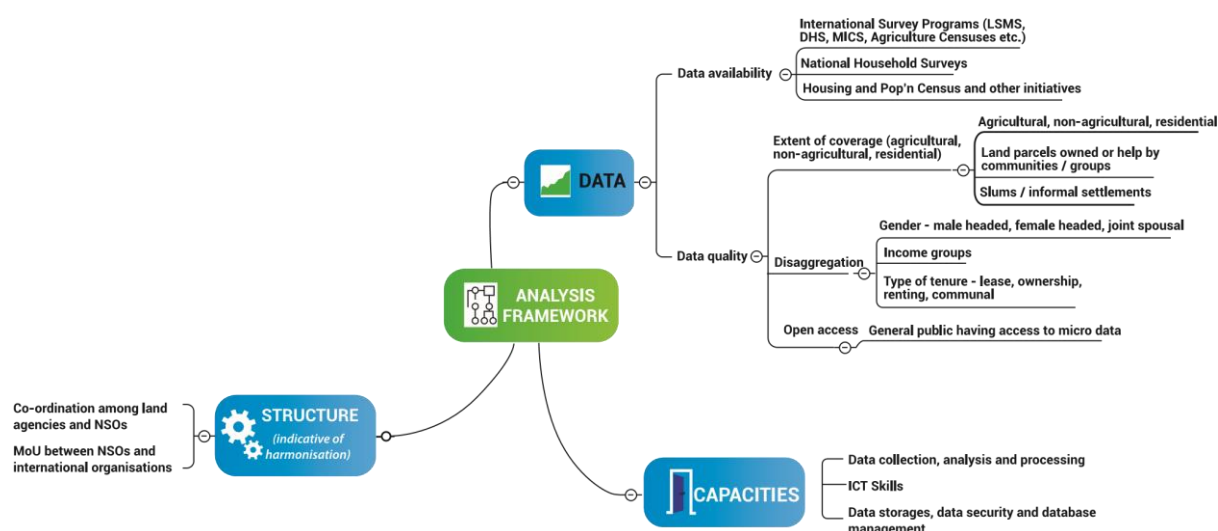 International Survey Programs (LSMS,
DHS, MICS, Agriculture Censuses etc.)
Data availability
National Household Surveys
Housing and Pop'n Census and other initiatives
Agricultural, non-agricultural, residential
Extent of coverage (agricultural,
non-agricultural, residential)
Land parcels owned or help by
communities / groups
Slums / informal settlements
DATA
Gender - male headed, female headed, joint spousal
Data quality
Disaggregation
Income groups
Type of tenure - lease, ownership,
renting, communal
Open access
General public having access to micro data
ANALYSIS
FRAMEWORK
Co-ordination among land
agencies and NSOs
MoU between NSOs and
international organisations
STRUCTURE
(indicative of
harmonisation)
CAPACITIES
Data collection, analysis and processing
ICT Skills
Data storages, data security and database
management